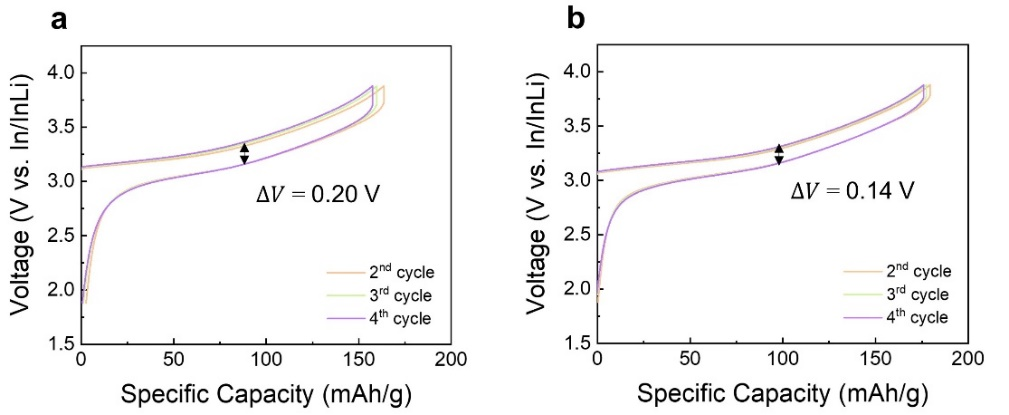 a
4.0
3.5
3.0
2.5
2.0
1.5
0
50
100
150
200
Voltage (V vs. In/InLi)
Specific Capacity (mAh/g)
ΔV = 0.20 V
2nd cycle
3rd cycle
4th cycle
b
4.0
3.5
3.0
2.5
2.0
1.5
0
50
100
150
200
Voltage (V vs. In/InLi)
Specific Capacity (mAh/g)
ΔV = 0.14 V
2nd cycle
3rd cycle
4th cycle